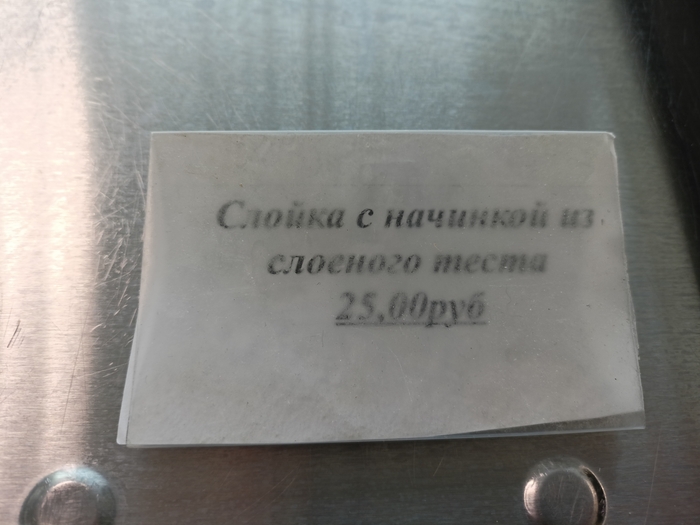 Слойка с начинкой из
слоеного теста
25,00руб